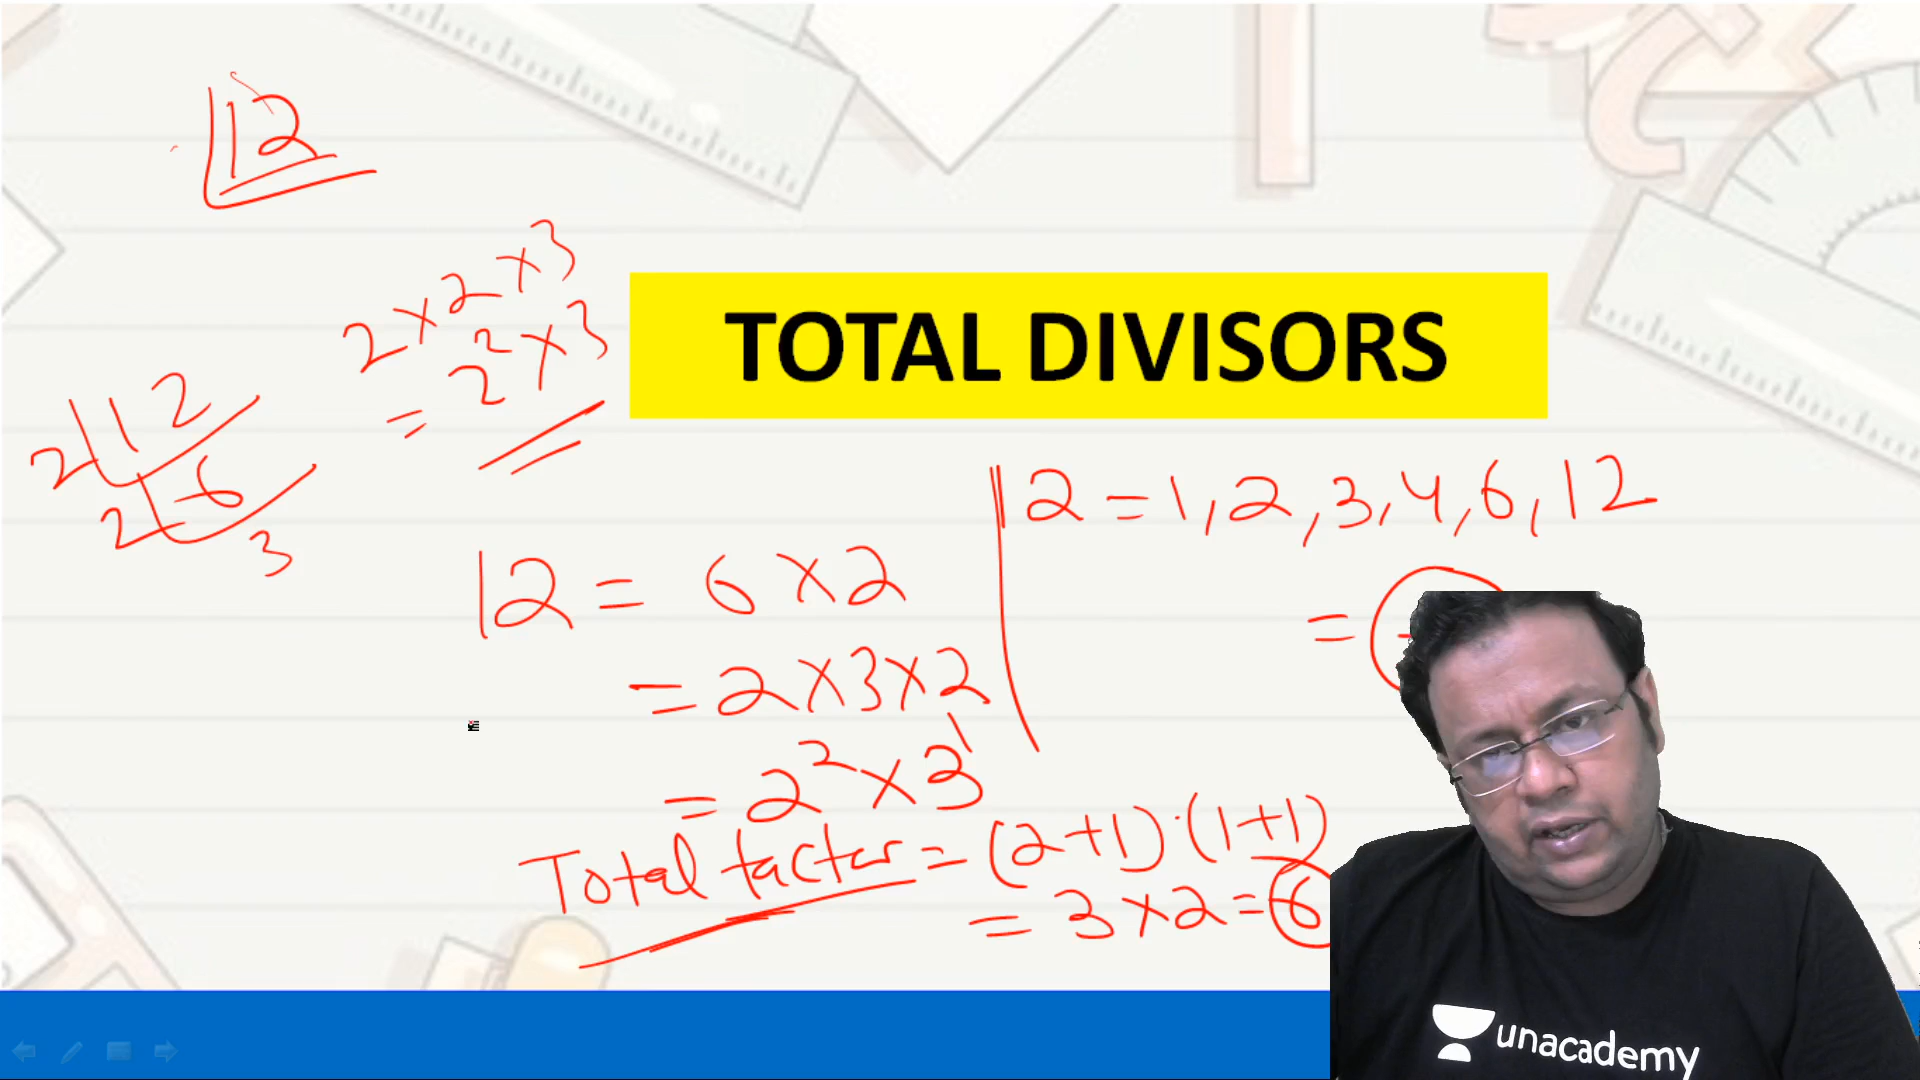 12
2 × 2 × 3
= 2² × 3
2 12
2 6
3
TOTAL DIVISORS
12 = 1, 2, 3, 4, 6, 12
=
12 = 6 × 2
= 2 × 3 × 2
= 2² × 3¹
Total factor = (2+1)·(1+1)
= 3 × 2 = 6
unacademy